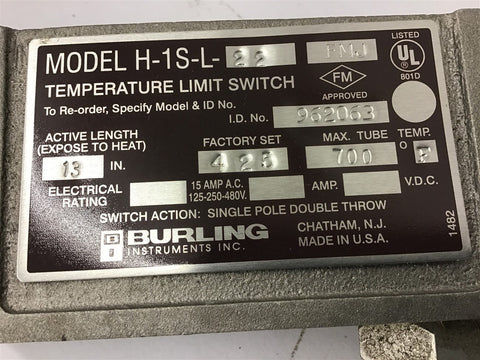 MODEL H-1S-L-22 FMJ
LISTED
UL
801D
FM
APPROVED
TEMPERATURE LIMIT SWITCH
To Re-order, Specify Model & ID No.
I.D. No. 962063
ACTIVE LENGTH
(EXPOSE TO HEAT)
FACTORY SET
MAX. TUBE
TEMP.
13 IN.
425
700
O F
ELECTRICAL
RATING
15 AMP A.C.
125-250-480V.
AMP.
V.D.C.
SWITCH ACTION: SINGLE POLE DOUBLE THROW
BURLING
INSTRUMENTS INC.
CHATHAM, N.J.
MADE IN U.S.A.
1482